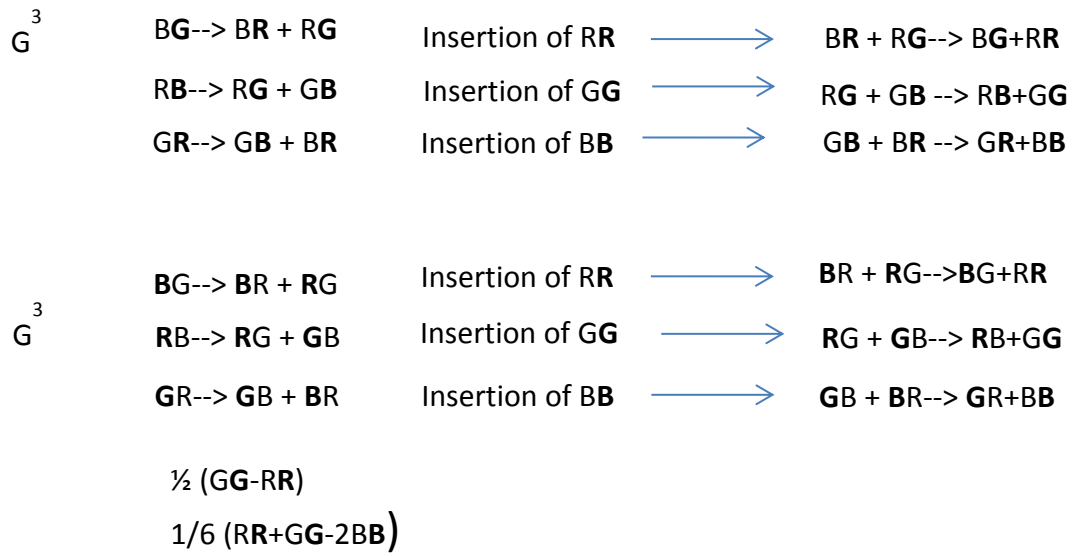 G³ BG--> BR + RG Insertion of RR BR + RG--> BG+RR
RB--> RG + GB Insertion of GG RG + GB --> RB+GG
GR--> GB + BR Insertion of BB GB + BR --> GR+BB
BG--> BR + RG Insertion of RR BR + RG-->BG+RR
G³ RB--> RG + GB Insertion of GG RG + GB--> RB+GG
GR--> GB + BR Insertion of BB GB + BR--> GR+BB
½ (GG-RR)
1/6 (RR+GG-2BB)